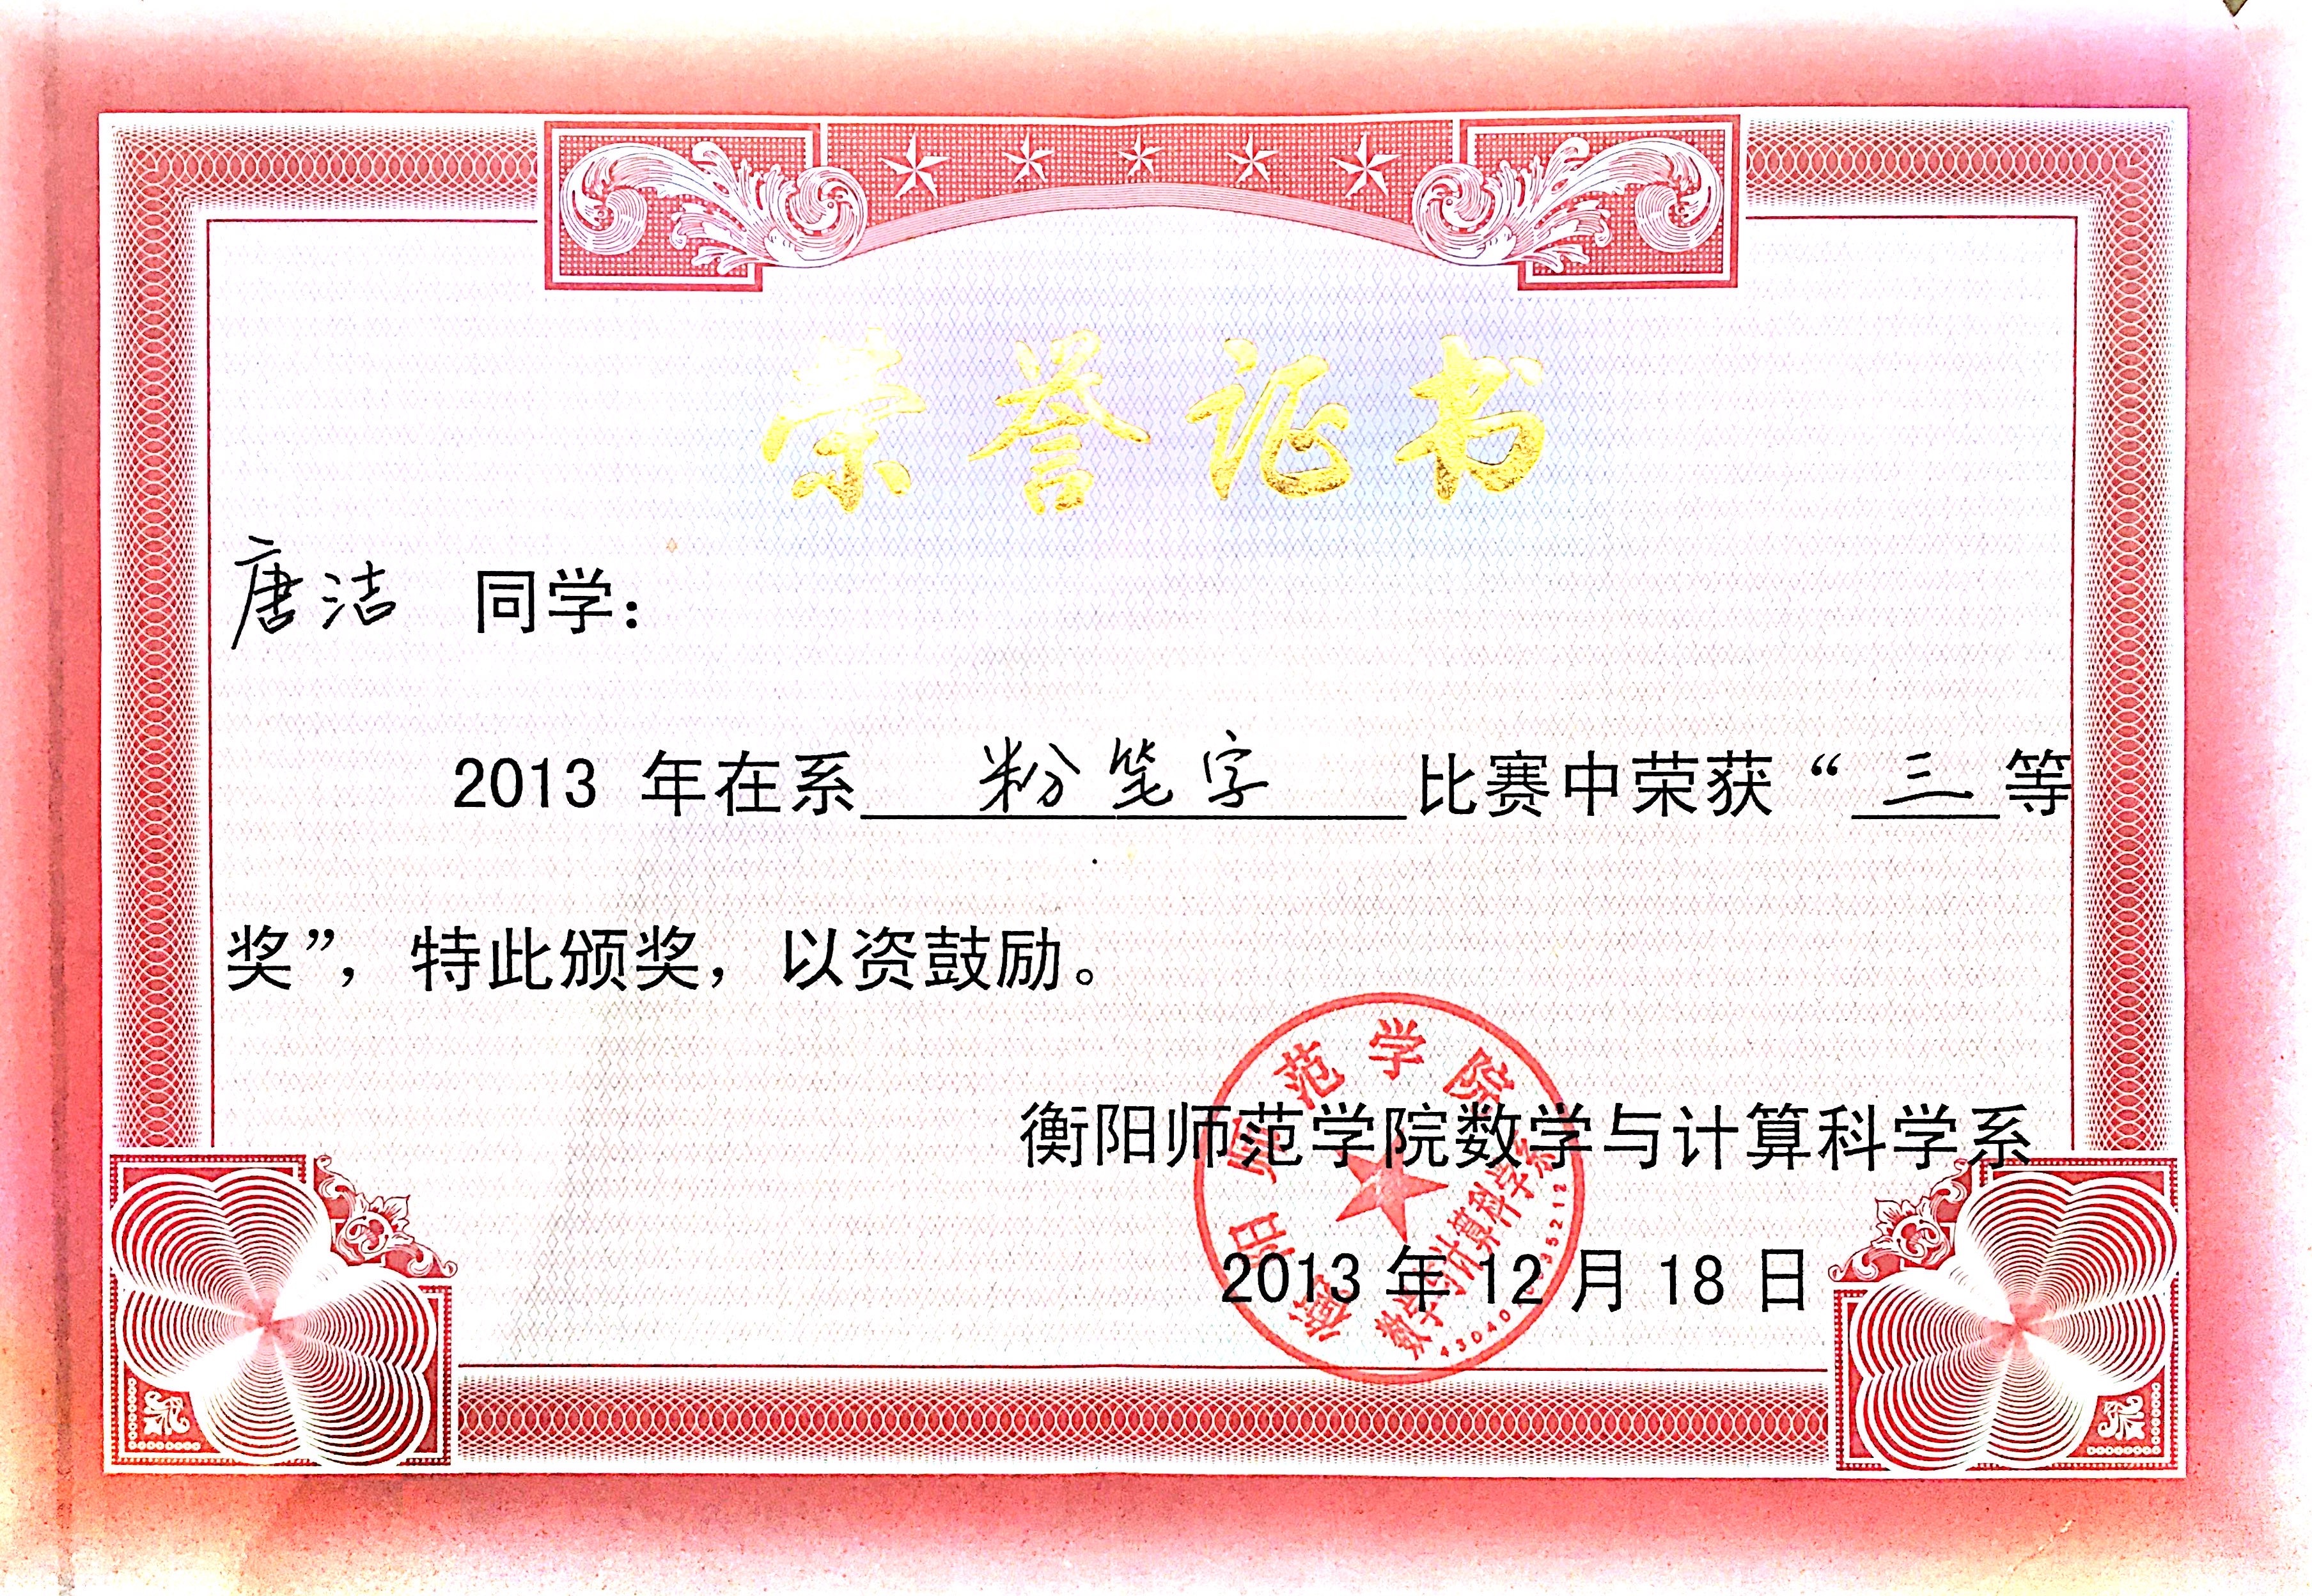 荣誉证书
唐洁 同学：
2013 年在系 粉笔字 比赛中荣获“ 三 等
奖”，特此颁奖，以资鼓励。
衡阳师范学院数学与计算科学系
2013 年 12 月 18 日
衡阳师范学院
数学与计算科学系